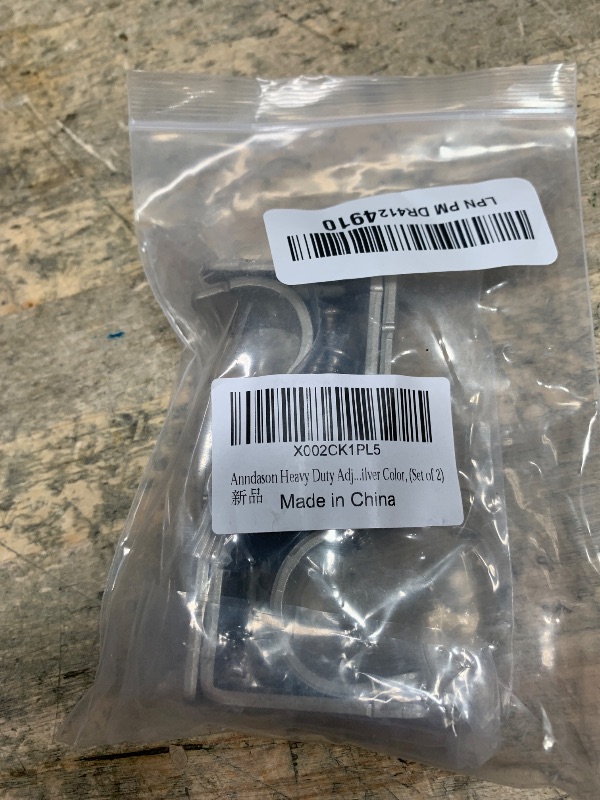 LPN PM DR4124910
X002CK1PL5
Anndason Heavy Duty Adj...ilver Color, (Set of 2)
新品 Made in China